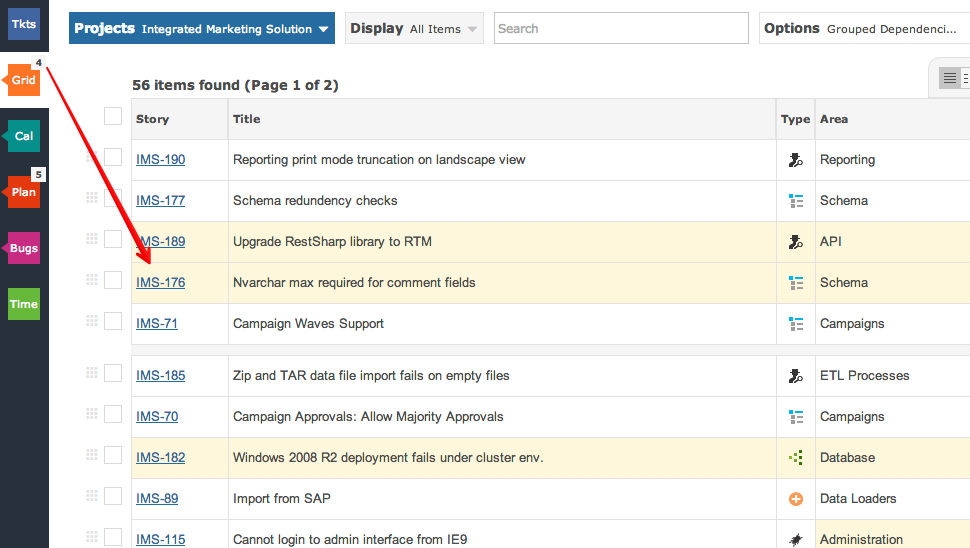 Tkts
4
Grid
Cal
5
Plan
Bugs
Time
Projects Integrated Marketing Solution
Display All Items
Search
Options Grouped Dependenci...
56 items found (Page 1 of 2)
Story Title Type Area
IMS-190 Reporting print mode truncation on landscape view Reporting
IMS-177 Schema redundency checks Schema
IMS-189 Upgrade RestSharp library to RTM API
IMS-176 Nvarchar max required for comment fields Schema
IMS-71 Campaign Waves Support Campaigns
IMS-185 Zip and TAR data file import fails on empty files ETL Processes
IMS-70 Campaign Approvals: Allow Majority Approvals Campaigns
IMS-182 Windows 2008 R2 deployment fails under cluster env. Database
IMS-89 Import from SAP Data Loaders
IMS-115 Cannot login to admin interface from IE9 Administration